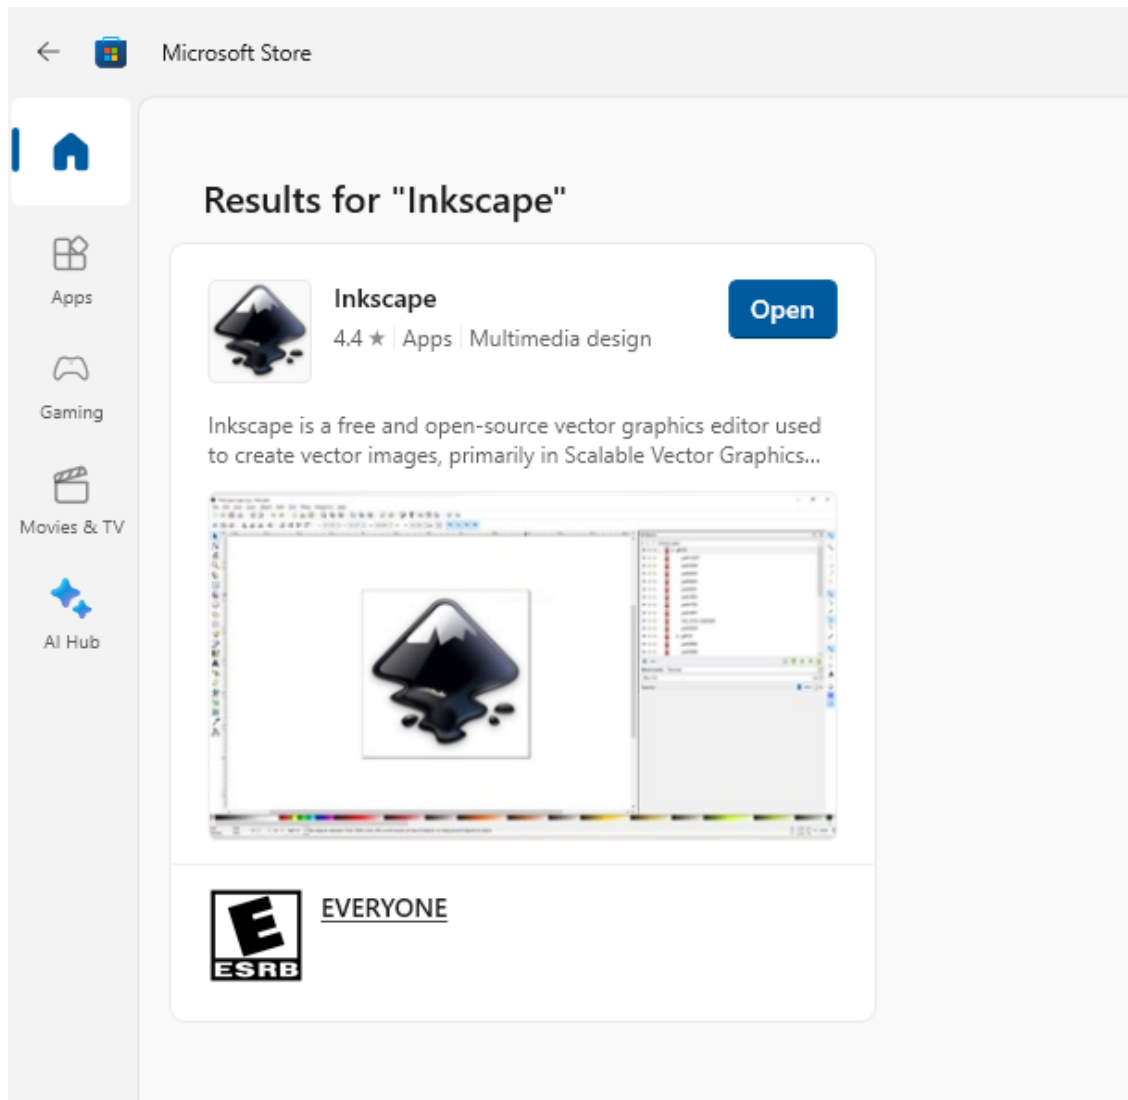 Microsoft Store
Results for "Inkscape"
Inkscape
4.4 ★ Apps Multimedia design
Open
Inkscape is a free and open-source vector graphics editor used
to create vector images, primarily in Scalable Vector Graphics...
E
ESRB
EVERYONE
Apps
Gaming
Movies & TV
AI Hub